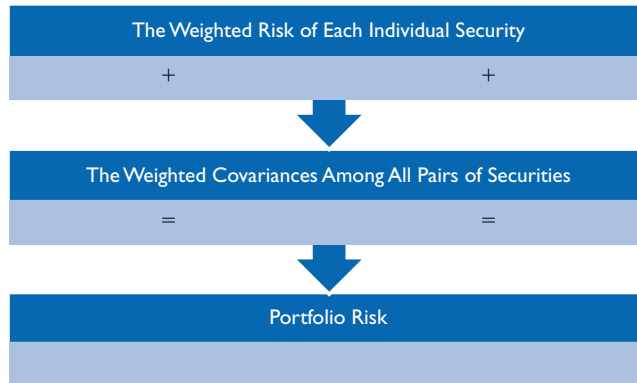 The Weighted Risk of Each Individual Security
+ +
The Weighted Covariances Among All Pairs of Securities
= =
Portfolio Risk